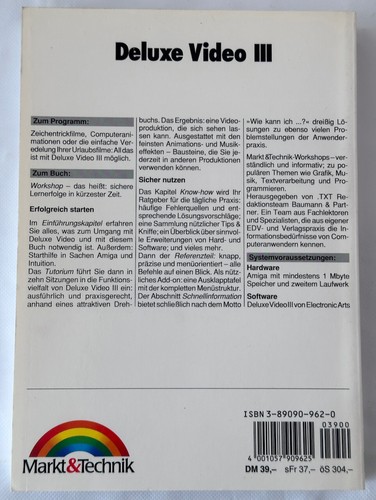 Deluxe Video III
Zum Programm:
Zeichentrickfilme, Computerani-
mationen oder die einfache Ver-
edelung Ihrer Urlaubsfilme: All das
ist mit Deluxe Video III möglich.
Zum Buch:
Workshop – das heißt: sichere
Lernerfolge in kürzester Zeit.
Erfolgreich starten
Im Einführungskapitel erfahren
Sie alles, was zum Umgang mit
Deluxe Video und mit diesem
Buch notwendig ist. Außerdem:
Starthilfe in Sachen Amiga und
Intuition.
Das Tutorium führt Sie dann in
zehn Sitzungen in die Funktions-
vielfalt von Deluxe Video III ein:
ausführlich und praxisgerecht,
anhand eines attraktiven Dreh-
buchs. Das Ergebnis: eine Video-
produktion, die sich sehen las-
sen kann. Ausgestattet mit den
feinsten Animations- und Musik-
effekten – Bausteine, die Sie je-
derzeit in anderen Produktionen
verwenden können.
Sicher nutzen
Das Kapitel Know-how wird Ihr
Ratgeber für die tägliche Praxis:
häufige Fehlerquellen und ent-
sprechende Lösungsvorschläge;
eine Sammlung nützlicher Tips &
Kniffe; ein Überblick über sinnvol-
le Erweiterungen von Hard- und
Software; und vieles mehr.
Dann der Referenzteil: knapp,
präzise und menüorientiert – alle
Befehle auf einen Blick. Als nütz-
liches Add-on: eine Ausklapptafel
mit der kompletten Menüstruktur.
Der Abschnitt Schnellinformation
bietet schließlich nach dem Motto
»Wie kann ich ...?« dreißig Lö-
sungen zu ebenso vielen Pro-
blemstellungen der Anwender-
praxis.
Markt&Technik-Workshops – ver-
ständlich und informativ; zu po-
pulären Themen wie Grafik, Mu-
sik, Textverarbeitung und Pro-
grammierung.
Herausgegeben von .TXT Re-
daktionsteam Baumann & Part-
ner. Ein Team aus Fachlektoren
und Spezialisten, die aus eigener
EDV- und Verlagspraxis die In-
formationsbedürfnisse von Com-
puteranwendern kennen.
Systemvoraussetzungen:
Hardware
Amiga mit mindestens 1 Mbyte
Speicher und zweitem Laufwerk
Software
Deluxe Video III von Electronic Arts
ISBN 3-89090-962-0
03900
4 001057 909625
DM 39,- sFr 37,- öS 304,-
Markt&Technik